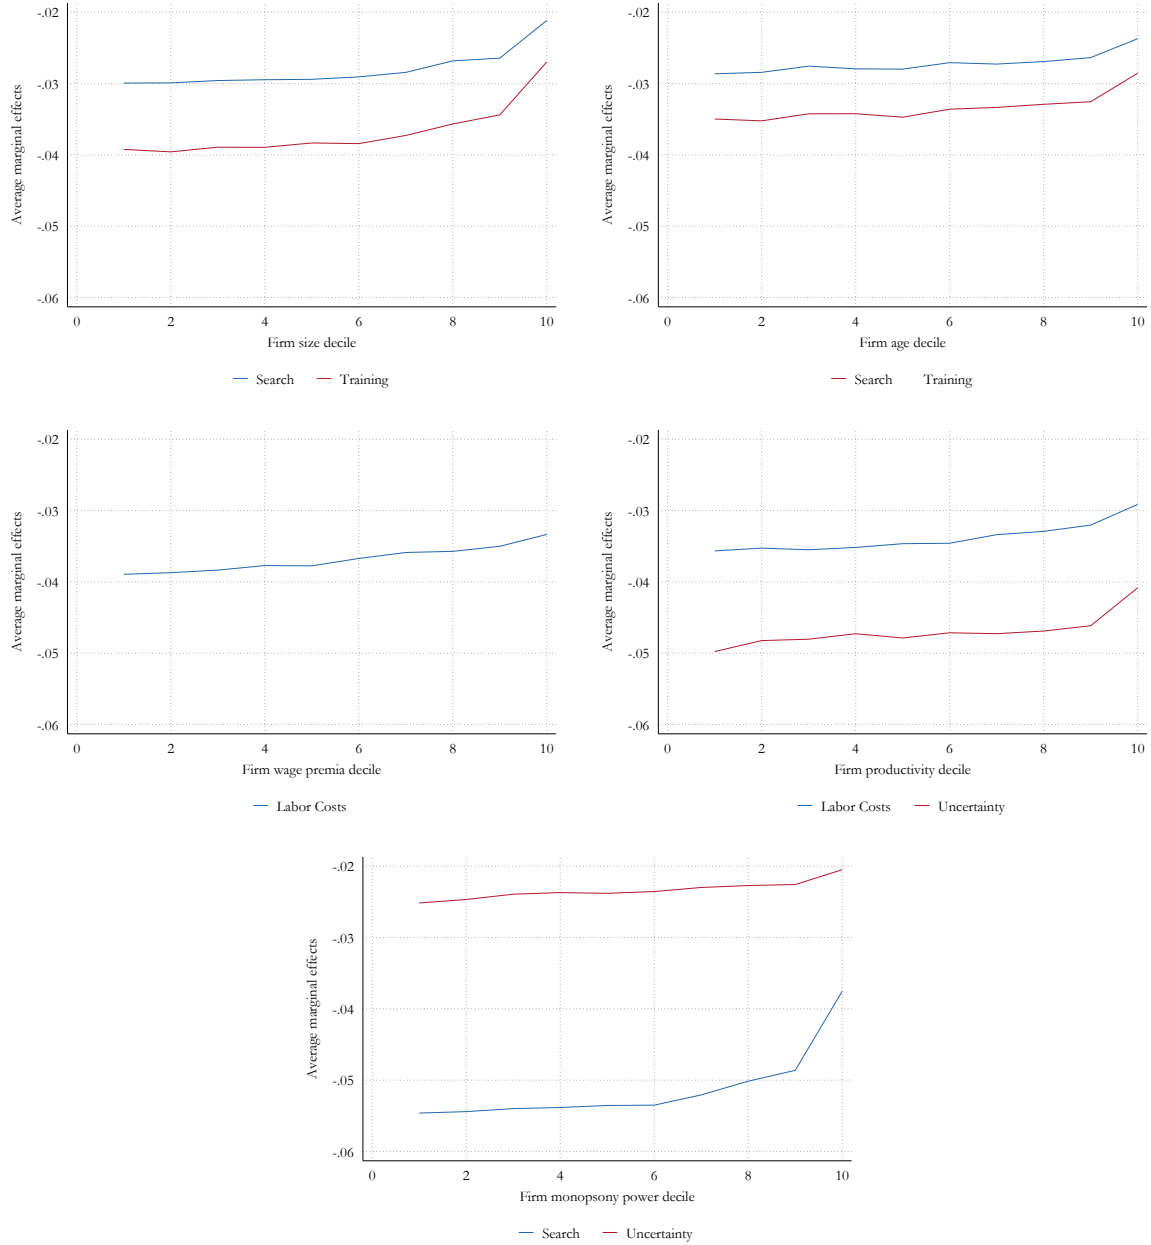 -.02
-.03
-.04
-.05
-.06
Average marginal effects
0 2 4 6 8 10
Firm size decile
Search Training
-.02
-.03
-.04
-.05
-.06
Average marginal effects
0 2 4 6 8 10
Firm age decile
Search Training
-.02
-.03
-.04
-.05
-.06
Average marginal effects
0 2 4 6 8 10
Firm wage premia decile
Labor Costs
-.02
-.03
-.04
-.05
-.06
Average marginal effects
0 2 4 6 8 10
Firm productivity decile
Labor Costs Uncertainty
-.02
-.03
-.04
-.05
-.06
Average marginal effects
0 2 4 6 8 10
Firm monopsony power decile
Search Uncertainty